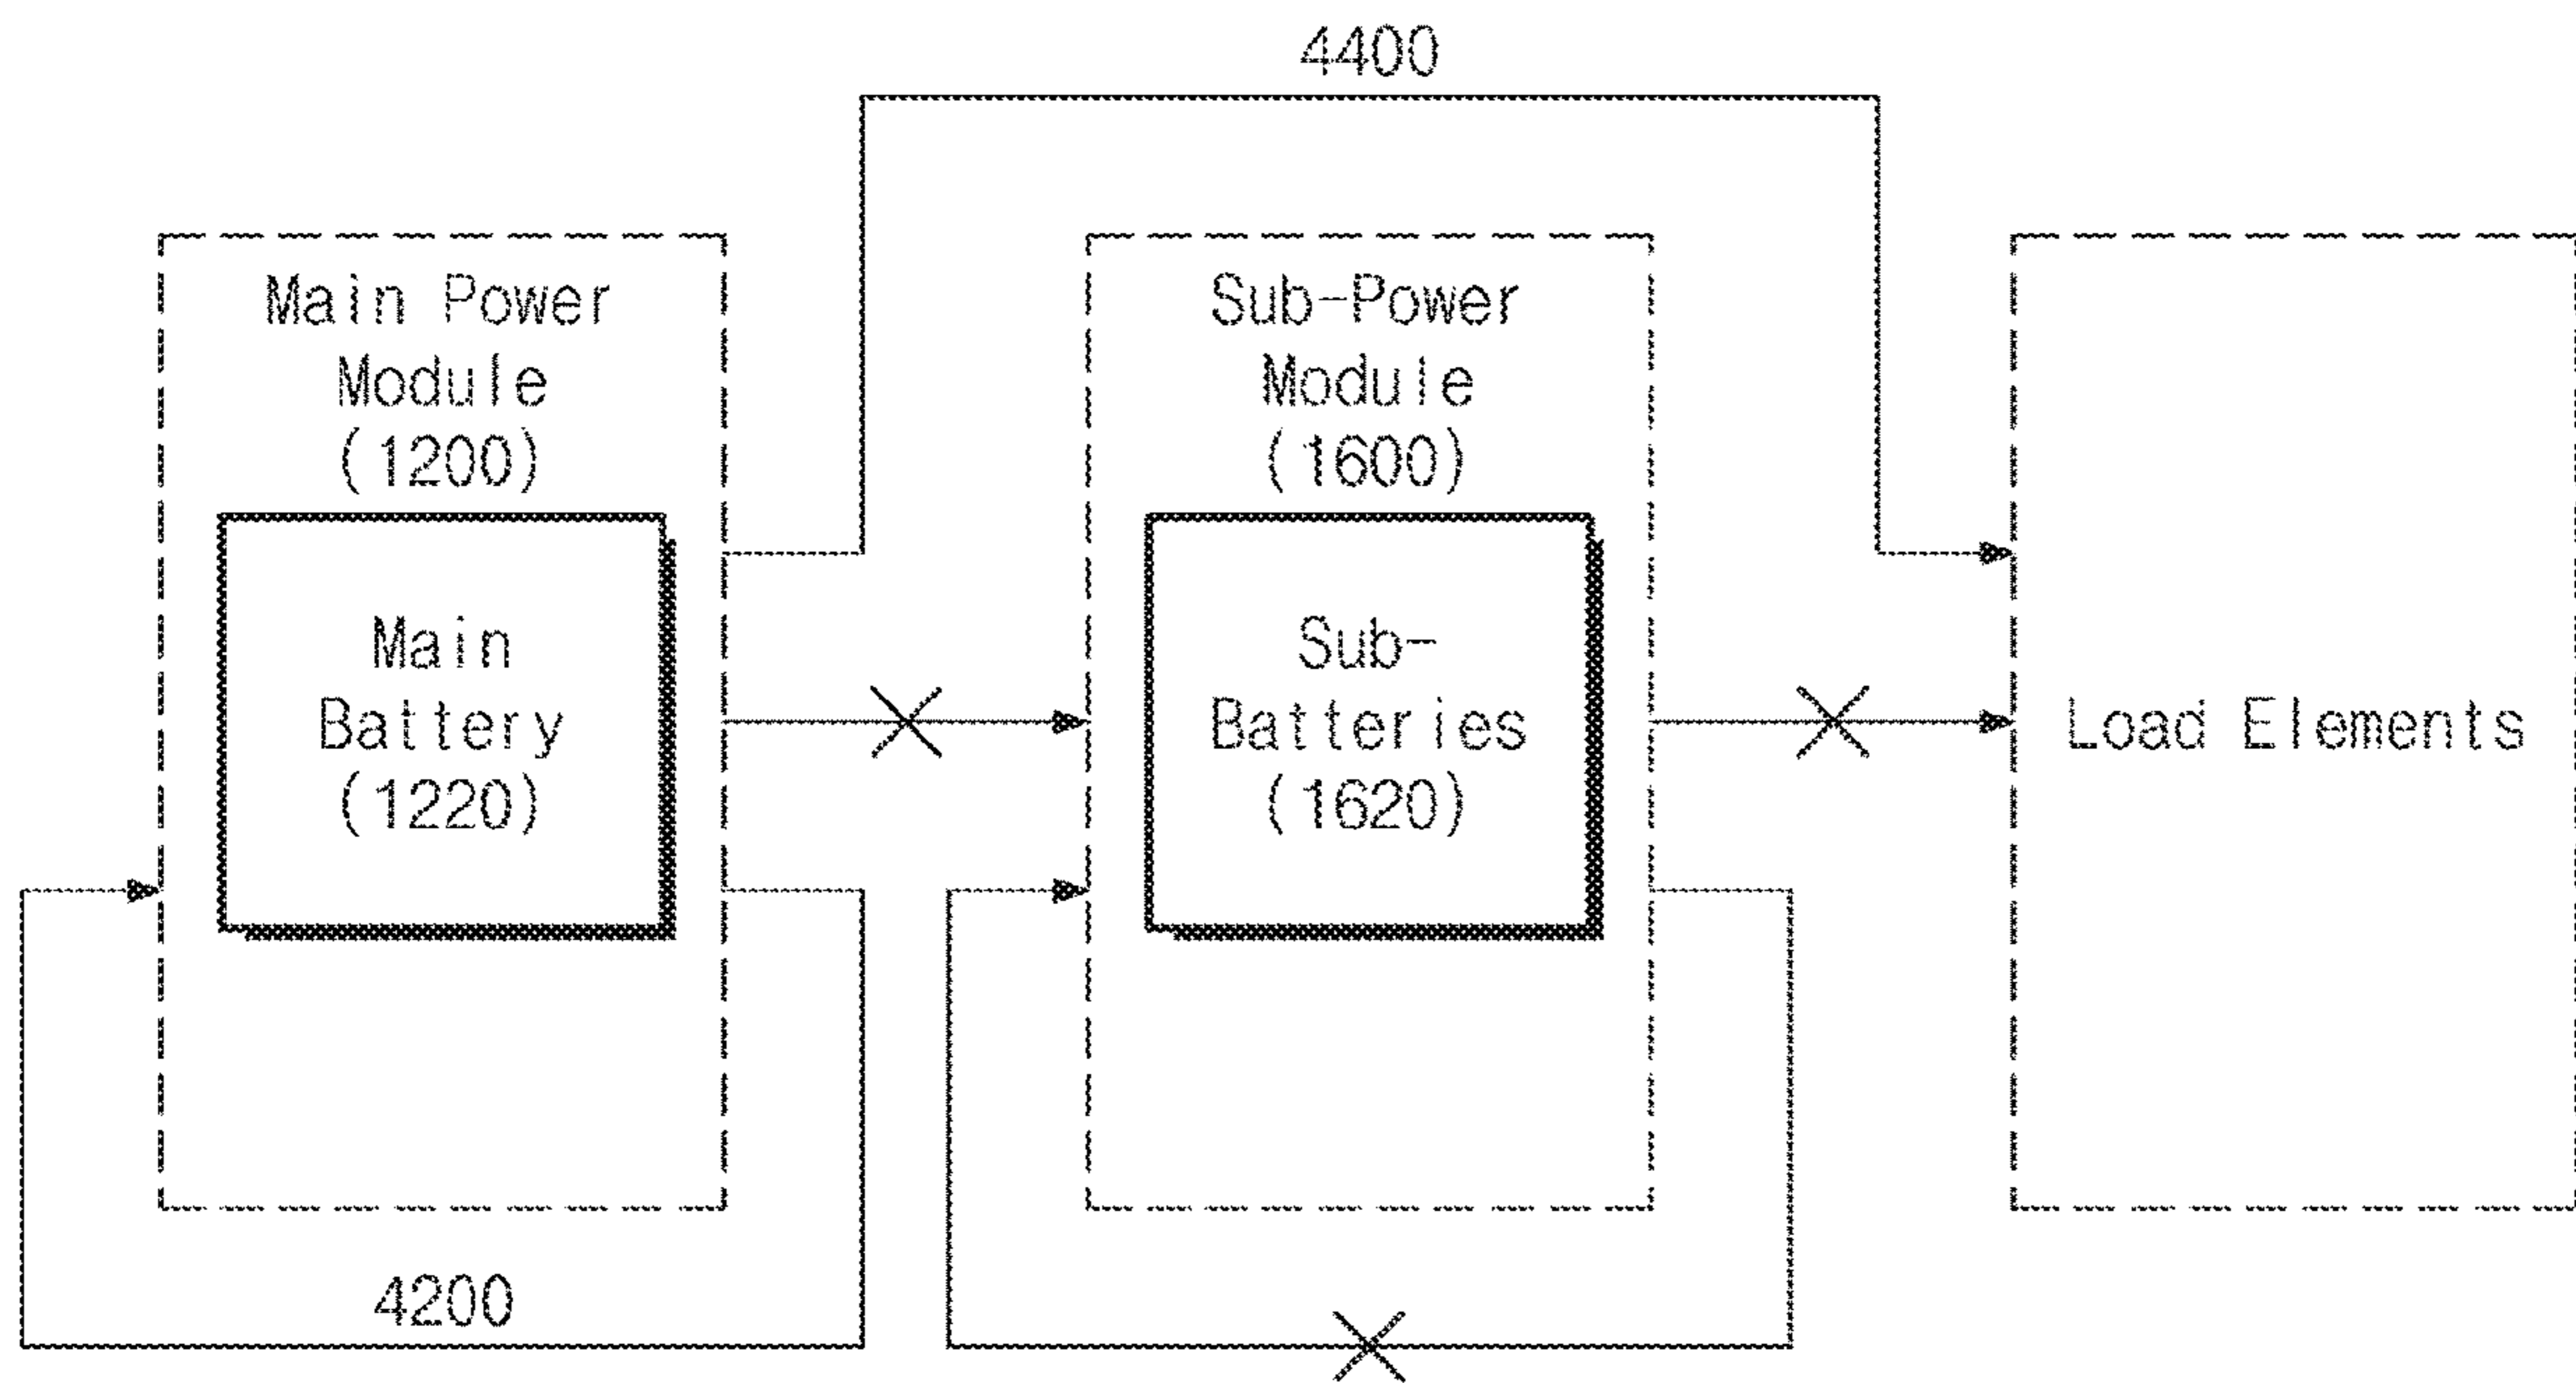 4400
Main Power
Module
(1200)
Main
Battery
(1220)
Sub-Power
Module
(1600)
Sub-
Batteries
(1620)
Load Elements
4200